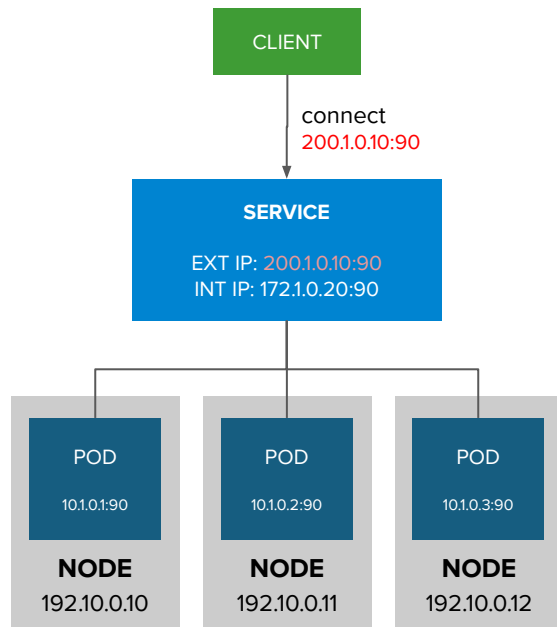 CLIENT
connect
200.1.0.10:90
SERVICE
EXT IP: 200.1.0.10:90
INT IP: 172.1.0.20:90
POD
10.1.0.1:90
NODE
192.10.0.10
POD
10.1.0.2:90
NODE
192.10.0.11
POD
10.1.0.3:90
NODE
192.10.0.12